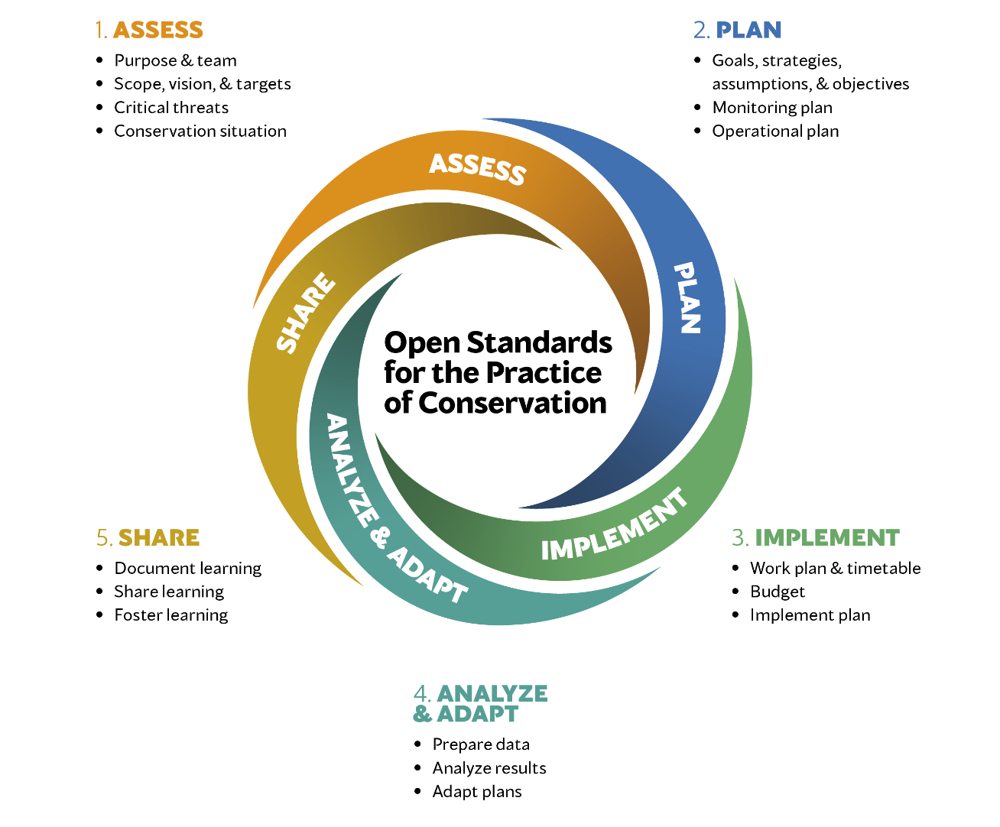 1. ASSESS
• Purpose & team
• Scope, vision, & targets
• Critical threats
• Conservation situation
2. PLAN
• Goals, strategies,
assumptions, & objectives
• Monitoring plan
• Operational plan
ASSESS
PLAN
SHARE
Open Standards
for the Practice
of Conservation
ANALYZE & ADAPT
IMPLEMENT
5. SHARE
• Document learning
• Share learning
• Foster learning
3. IMPLEMENT
• Work plan & timetable
• Budget
• Implement plan
4. ANALYZE
& ADAPT
• Prepare data
• Analyze results
• Adapt plans